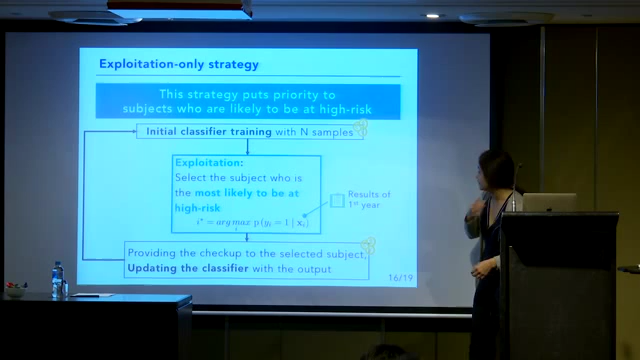 Exploitation-only strategy
This strategy puts priority to
subjects who are likely to be at high-risk
Initial classifier training with N samples
Exploitation:
Select the subject who is
the most likely to be at
high-risk
i* = arg max p (yᵢ = 1 | xᵢ)
i
Results of
1st year
Providing the checkup to the selected subject,
Updating the classifier with the output
16/19